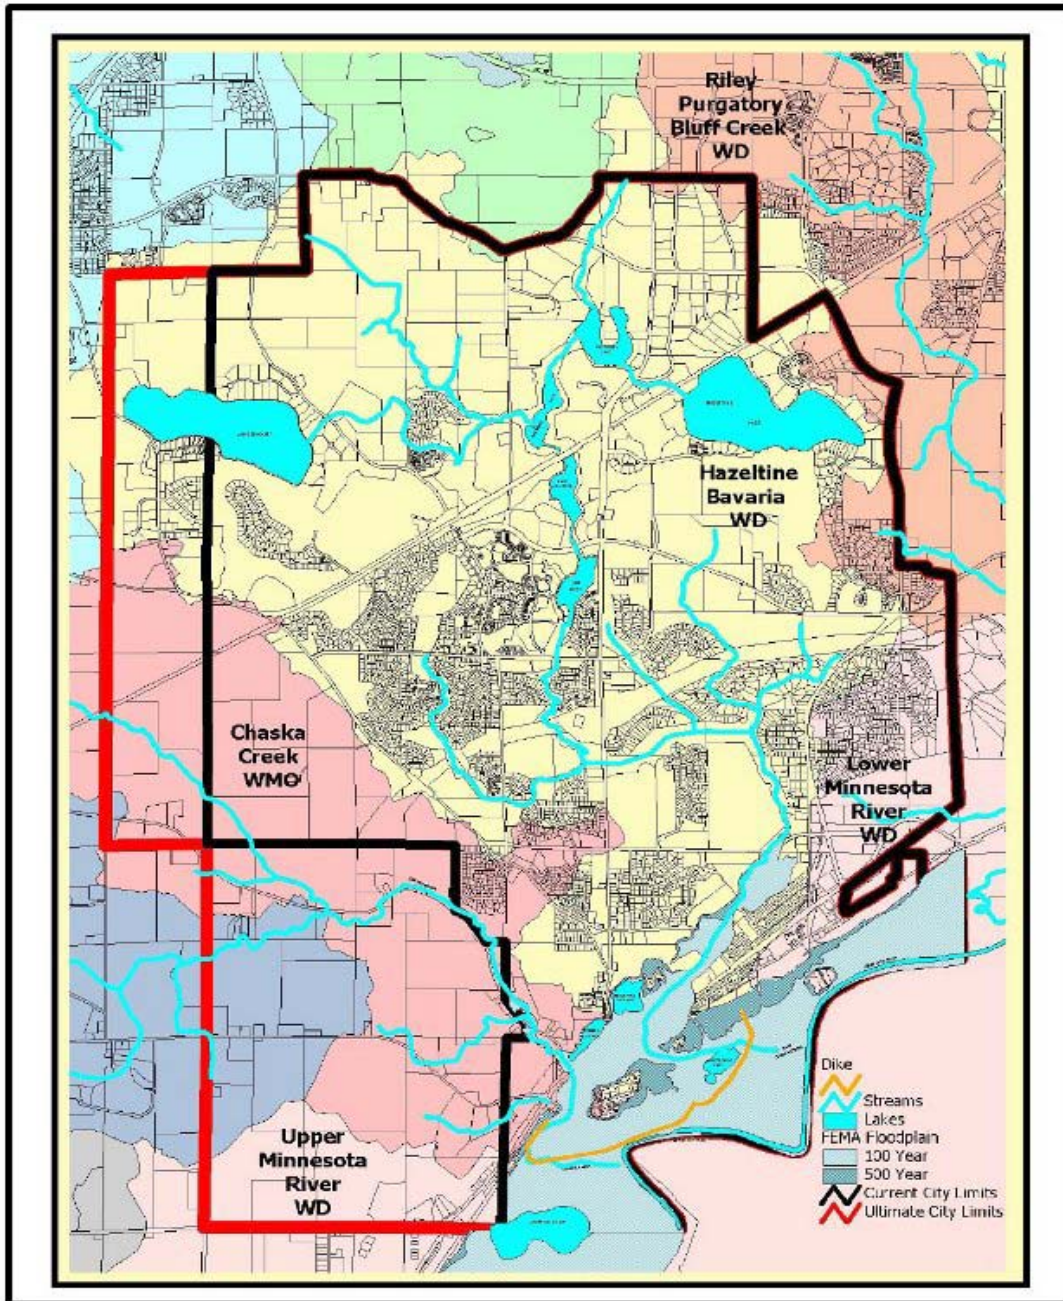 Riley
Purgatory
Bluff Creek
WD
Hazeltine
Bavaria
WD
Chaska
Creek
WMO
Lower
Minnesota
River
WD
Upper
Minnesota
River
WD
Dike
Streams
Lakes
FEMA Floodplain
100 Year
500 Year
Current City Limits
Ultimate City Limits